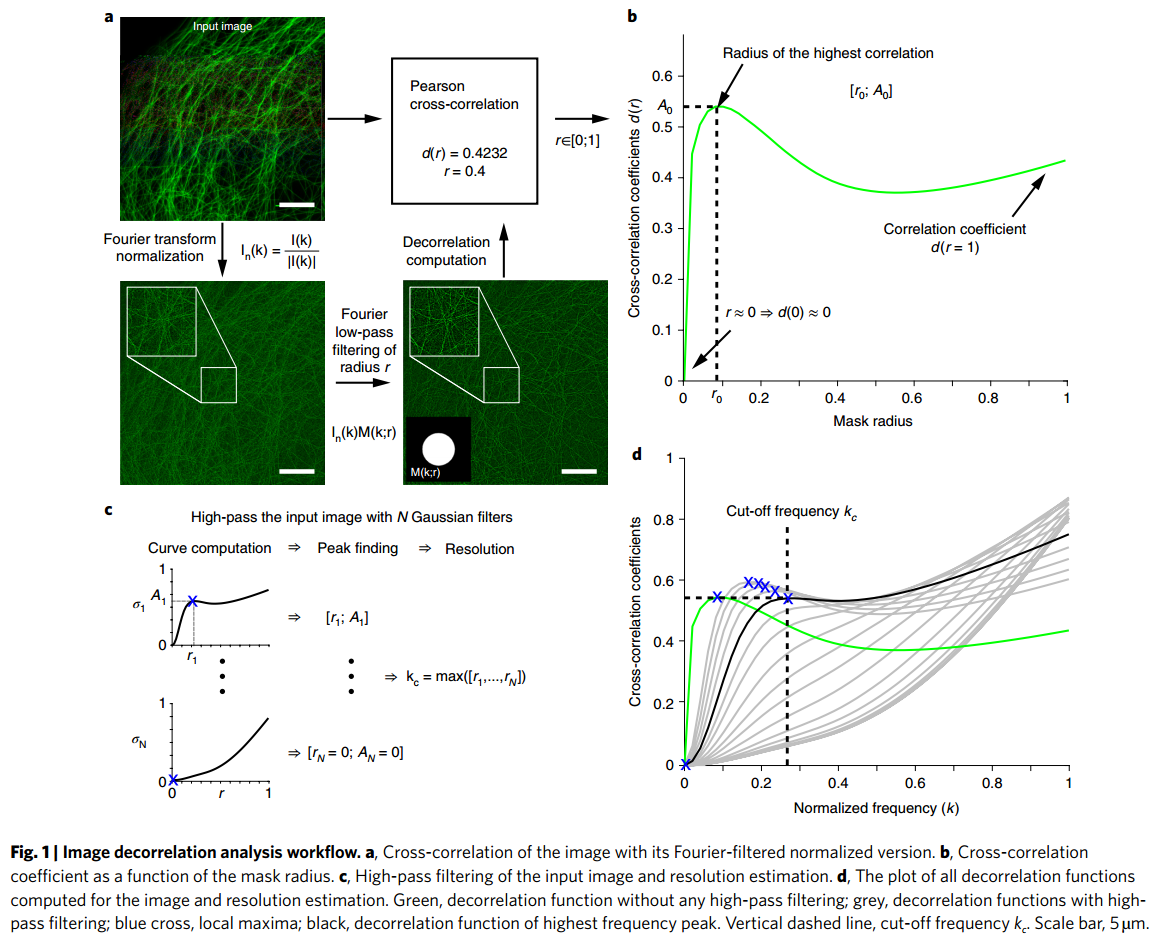 a
Input image
Pearson
cross-correlation
d(r) = 0.4232
r = 0.4
r∈[0;1]
Fourier transform
normalization
Iₙ(k) = I(k)
|I(k)|
Decorrelation
computation
Fourier
low-pass
filtering of
radius r
Iₙ(k)M(k;r)
M(k;r)
b
Radius of the highest correlation
[r₀; A₀]
0.6
A₀
0.5
0.4
0.3
0.2
0.1
0
Cross-correlation coefficients d(r)
Correlation coefficient
d(r = 1)
r ≈ 0 ⇒ d(0) ≈ 0
0 r₀ 0.2 0.4 0.6 0.8 1
Mask radius
c
High-pass the input image with N Gaussian filters
Curve computation ⇒ Peak finding ⇒ Resolution
1
σ₁ A₁
0
r₁
⇒ [r₁; A₁]
⇒ k_c = max([r₁,...,r_N])
1
σ_N
0
0 r 1
⇒ [r_N = 0; A_N = 0]
d
1
0.8
0.6
0.4
0.2
0
Cross-correlation coefficients
Cut-off frequency k_c
0 0.2 0.4 0.6 0.8 1
Normalized frequency (k)
Fig. 1 | Image decorrelation analysis workflow. a, Cross-correlation of the image with its Fourier-filtered normalized version. b, Cross-correlation
coefficient as a function of the mask radius. c, High-pass filtering of the input image and resolution estimation. d, The plot of all decorrelation functions
computed for the image and resolution estimation. Green, decorrelation function without any high-pass filtering; grey, decorrelation functions with high-
pass filtering; blue cross, local maxima; black, decorrelation function of highest frequency peak. Vertical dashed line, cut-off frequency k_c. Scale bar, 5 μm.